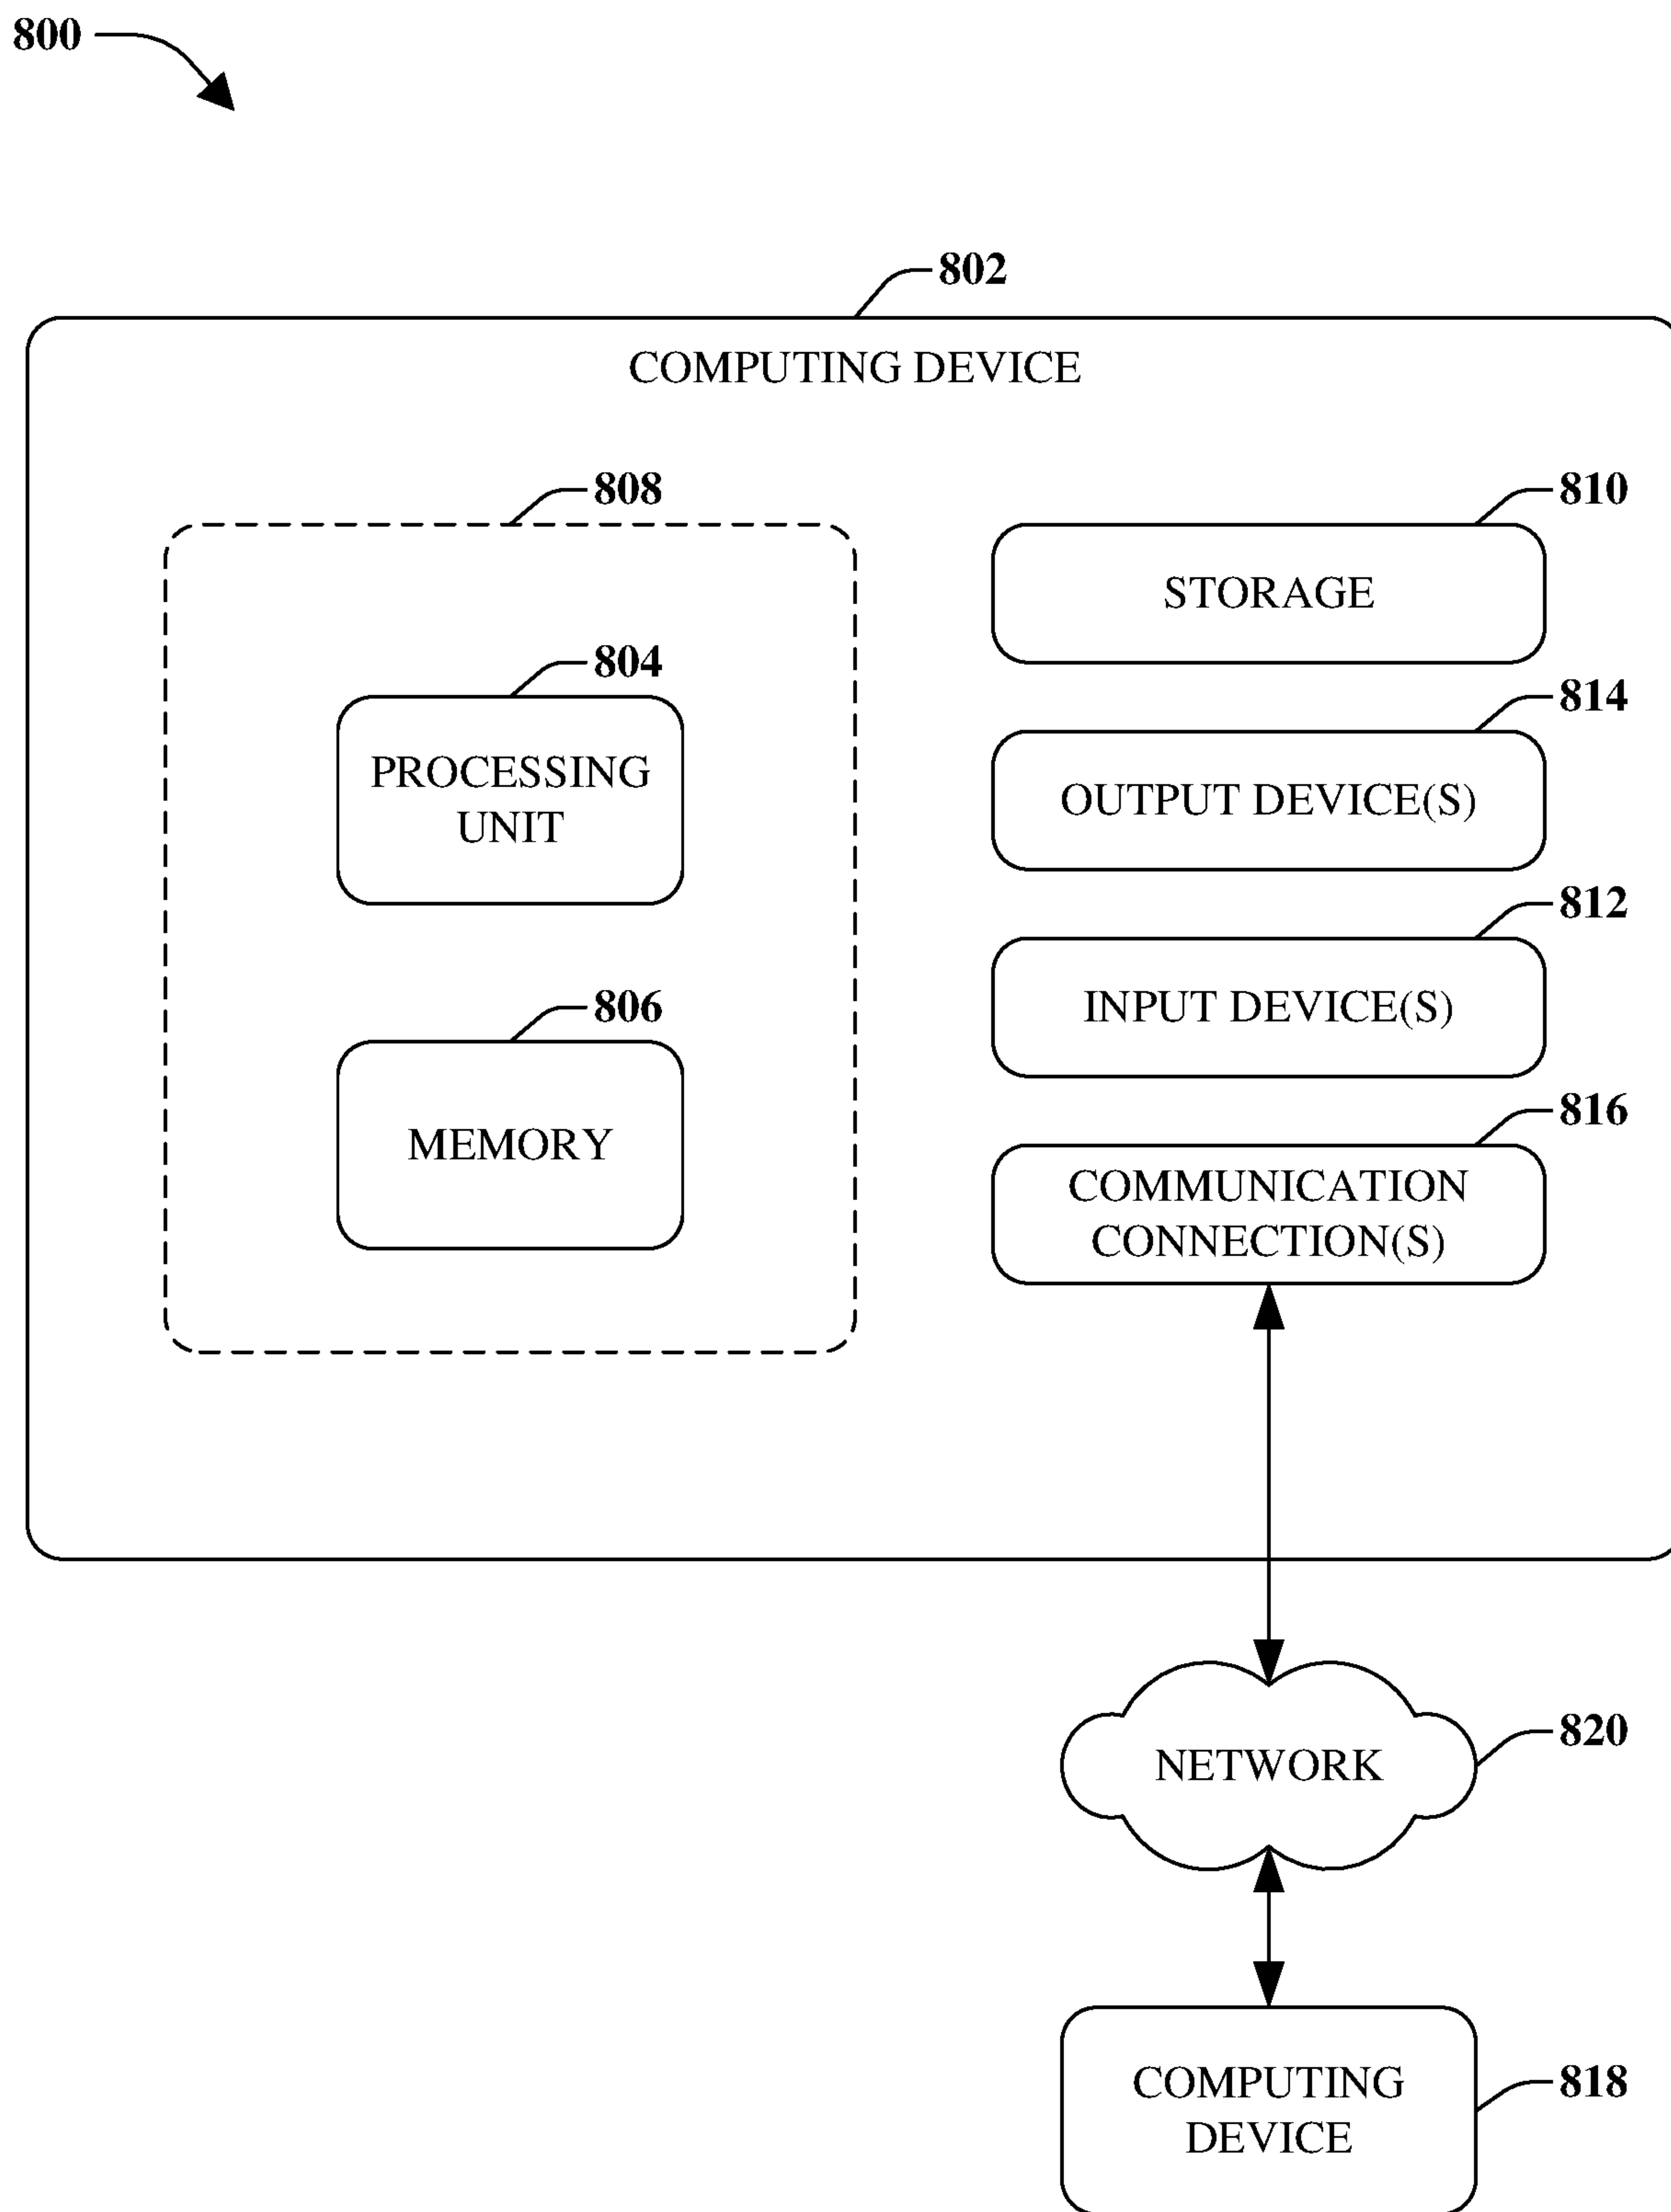 800
802
COMPUTING DEVICE
808
810
STORAGE
804
814
PROCESSING
UNIT
OUTPUT DEVICE(S)
812
806
INPUT DEVICE(S)
MEMORY
816
COMMUNICATION
CONNECTION(S)
820
NETWORK
818
COMPUTING
DEVICE